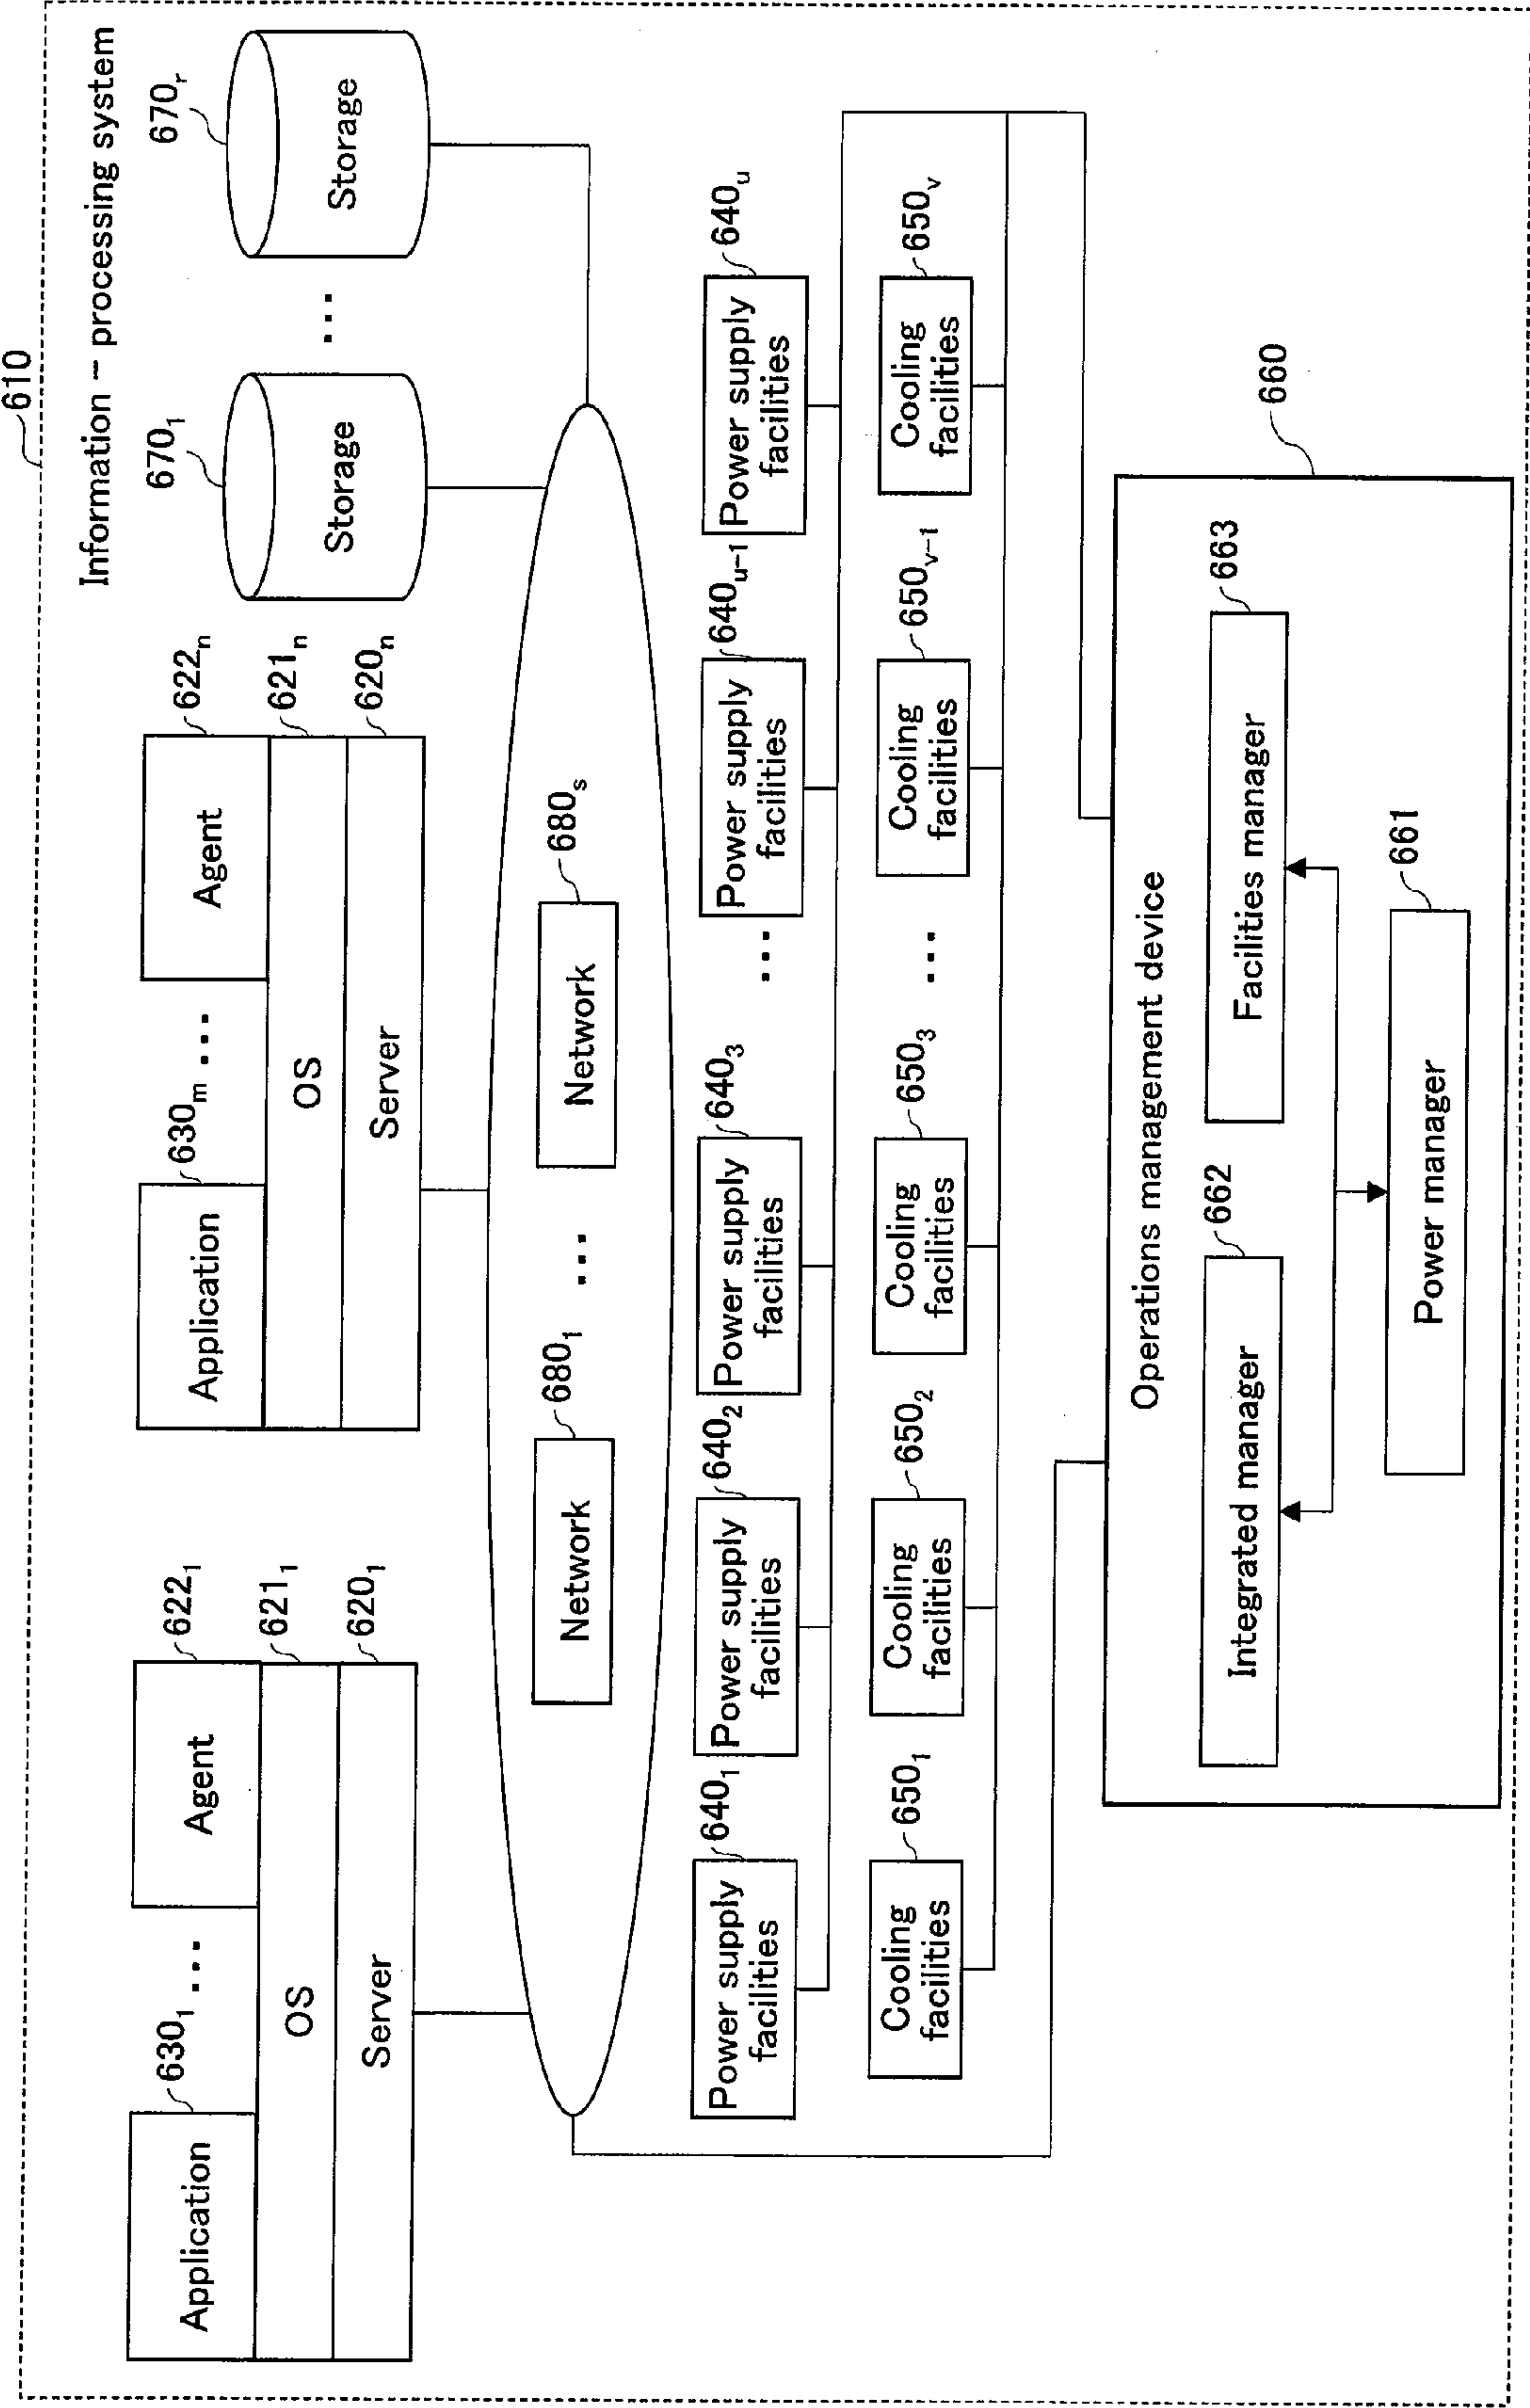 610
Information – processing system
622₁
630₁ ...
Application
Agent
621₁
OS
620₁
Server
622ₙ
630ₘ ...
Application
Agent
621ₙ
OS
620ₙ
Server
670₁
Storage
...
670ᵣ
Storage
680₁
Network
...
680ₛ
Network
640₁
Power supply
facilities
640₂
Power supply
facilities
640₃
Power supply
facilities
...
640ᵤ₋₁
Power supply
facilities
640ᵤ
Power supply
facilities
650₁
Cooling
facilities
650₂
Cooling
facilities
650₃
Cooling
facilities
...
650ᵥ₋₁
Cooling
facilities
650ᵥ
Cooling
facilities
660
Operations management device
662
Integrated manager
663
Facilities manager
661
Power manager